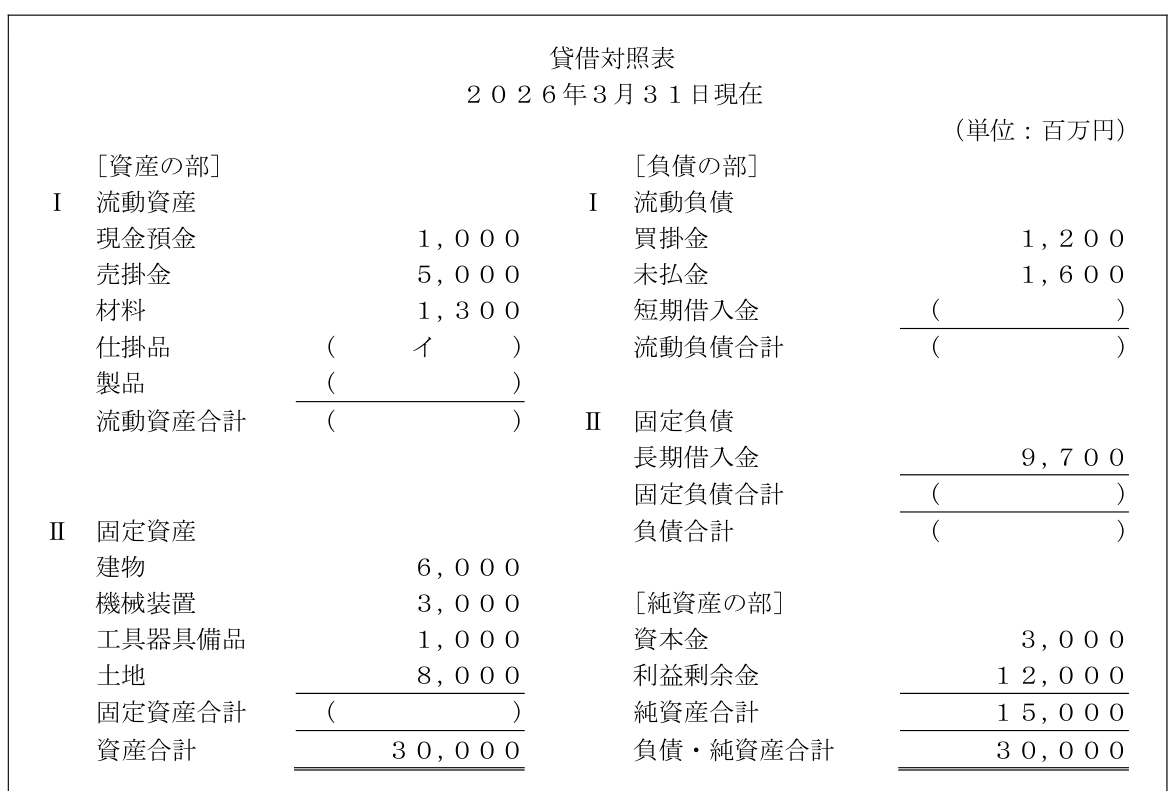 貸借対照表
２０２６年３月３１日現在
（単位：百万円）
［資産の部］
Ⅰ 流動資産
現金預金 １,０００
売掛金 ５,０００
材料 １,３００
仕掛品 （ イ ）
製品 （ ）
流動資産合計 （ ）
Ⅱ 固定資産
建物 ６,０００
機械装置 ３,０００
工具器具備品 １,０００
土地 ８,０００
固定資産合計 （ ）
資産合計 ３０,０００
［負債の部］
Ⅰ 流動負債
買掛金 １,２００
未払金 １,６００
短期借入金 （ ）
流動負債合計 （ ）
Ⅱ 固定負債
長期借入金 ９,７００
固定負債合計 （ ）
負債合計 （ ）
［純資産の部］
資本金 ３,０００
利益剰余金 １２,０００
純資産合計 １５,０００
負債・純資産合計 ３０,０００